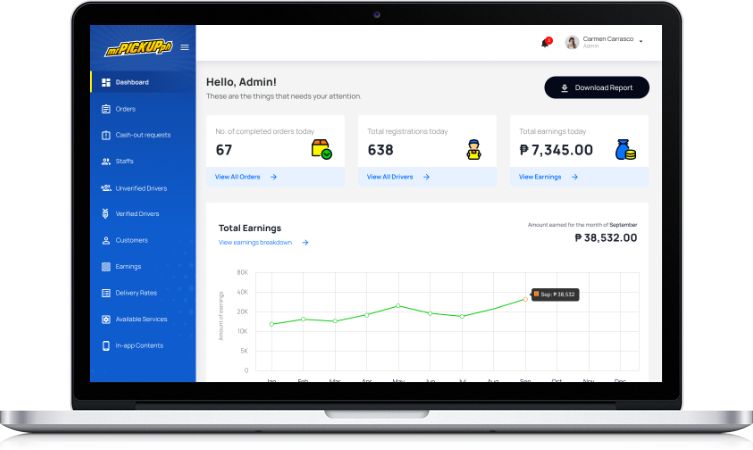 mr PICKUP ph
Carmen Carrasco
Admin
Dashboard
Orders
Cash-out requests
Staffs
Unverified Drivers
Verified Drivers
Customers
Earnings
Delivery Rates
Available Services
In-app Contents
Hello, Admin!
These are the things that needs your attention.
Download Report
No. of completed orders today
67
View All Orders
Total registrations today
638
View All Drivers
Total earnings today
₱ 7,345.00
View Earnings
Total Earnings
View earnings breakdown
Amount earned for the month of September
₱ 38,532.00
Amount of earnings
80K
40K
20K
10K
5K
0
Sep: ₱ 38,532
Jan Feb Mar Apr May Jun Jul Aug Sep Oct Nov Dec